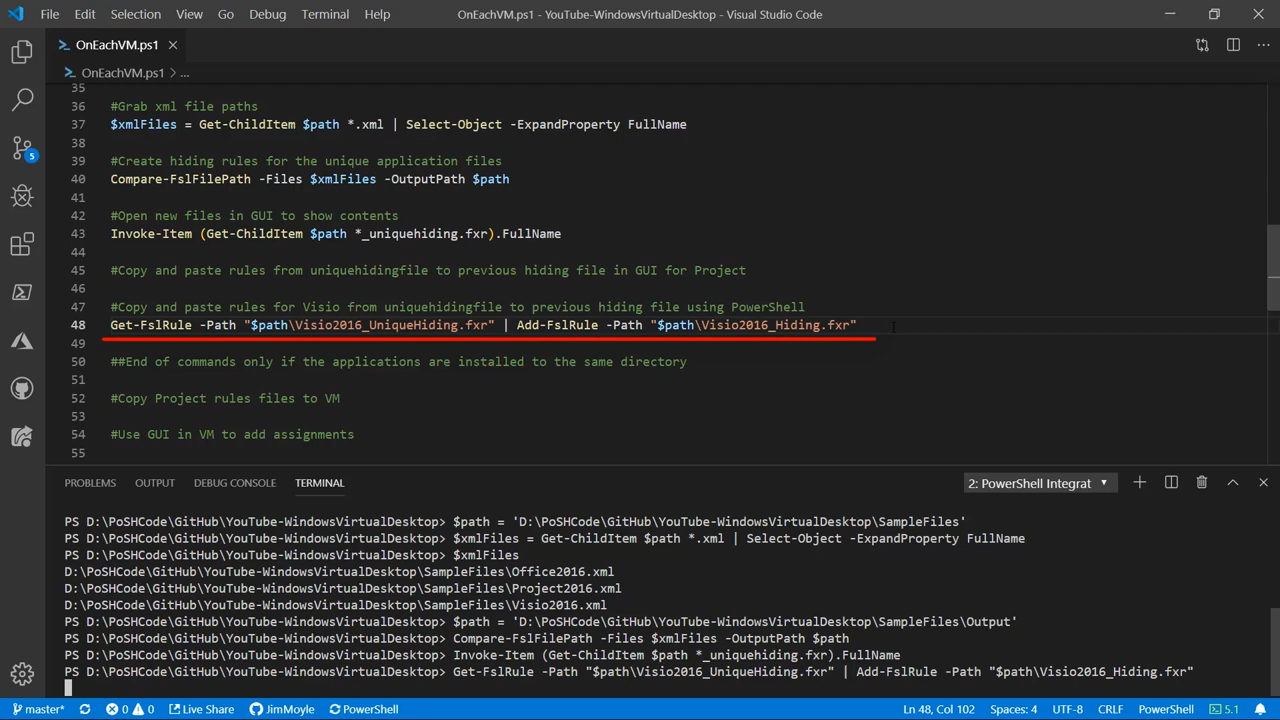 File Edit Selection View Go Debug Terminal Help OnEachVM.ps1 - YouTube-WindowsVirtualDesktop - Visual Studio Code
OnEachVM.ps1
OnEachVM.ps1 > ...
35
36 #Grab xml file paths
37 $xmlFiles = Get-ChildItem $path *.xml | Select-Object -ExpandProperty FullName
38
39 #Create hiding rules for the unique application files
40 Compare-FslFilePath -Files $xmlFiles -OutputPath $path
41
42 #Open new files in GUI to show contents
43 Invoke-Item (Get-ChildItem $path *_uniquehiding.fxr).FullName
44
45 #Copy and paste rules from uniquehidingfile to previous hiding file in GUI for Project
46
47 #Copy and paste rules for Visio from uniquehidingfile to previous hiding file using PowerShell
48 Get-FslRule -Path "$path\Visio2016_UniqueHiding.fxr" | Add-FslRule -Path "$path\Visio2016_Hiding.fxr"
49
50 ##End of commands only if the applications are installed to the same directory
51
52 #Copy Project rules files to VM
53
54 #Use GUI in VM to add assignments
55
5
PROBLEMS OUTPUT DEBUG CONSOLE TERMINAL 2: PowerShell Integrat
PS D:\PoSHCode\GitHub\YouTube-WindowsVirtualDesktop> $path = 'D:\PoSHCode\GitHub\YouTube-WindowsVirtualDesktop\SampleFiles'
PS D:\PoSHCode\GitHub\YouTube-WindowsVirtualDesktop> $xmlFiles = Get-ChildItem $path *.xml | Select-Object -ExpandProperty FullName
PS D:\PoSHCode\GitHub\YouTube-WindowsVirtualDesktop> $xmlFiles
D:\PoSHCode\GitHub\YouTube-WindowsVirtualDesktop\SampleFiles\Office2016.xml
D:\PoSHCode\GitHub\YouTube-WindowsVirtualDesktop\SampleFiles\Project2016.xml
D:\PoSHCode\GitHub\YouTube-WindowsVirtualDesktop\SampleFiles\Visio2016.xml
PS D:\PoSHCode\GitHub\YouTube-WindowsVirtualDesktop> $path = 'D:\PoSHCode\GitHub\YouTube-WindowsVirtualDesktop\SampleFiles\Output'
PS D:\PoSHCode\GitHub\YouTube-WindowsVirtualDesktop> Compare-FslFilePath -Files $xmlFiles -OutputPath $path
PS D:\PoSHCode\GitHub\YouTube-WindowsVirtualDesktop> Invoke-Item (Get-ChildItem $path *_uniquehiding.fxr).FullName
PS D:\PoSHCode\GitHub\YouTube-WindowsVirtualDesktop> Get-FslRule -Path "$path\Visio2016_UniqueHiding.fxr" | Add-FslRule -Path "$path\Visio2016_Hiding.fxr"
master* 0 0 Live Share JimMoyle PowerShell Ln 48, Col 102 Spaces: 4 UTF-8 CRLF PowerShell 5.1